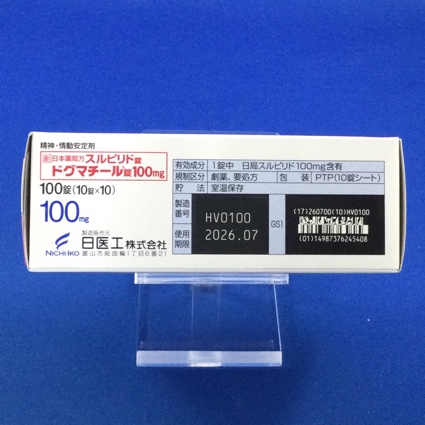 精神・情動安定剤
劇 日本薬局方 スルピリド錠
ドグマチール錠100mg
100錠(10錠×10)
100mg
製造販売元
日医工株式会社
NICHI-IKO 富山市総曲輪1丁目6番21
有効成分 1錠中 日局スルピリド100mg含有
規制区分 劇薬、要処方 包装 PTP(10錠シート)
貯法 室温保存
製造番号 HV0100
使用期限 2026.07
GS1
(17)260700(10)HV0100
(01)14987376245408